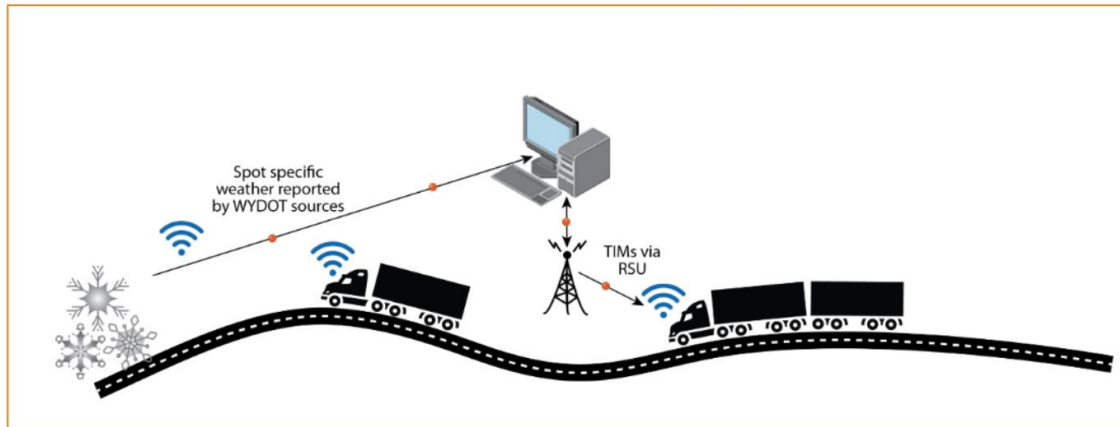 Spot specific
weather reported
by WYDOT sources
TIMs via
RSU